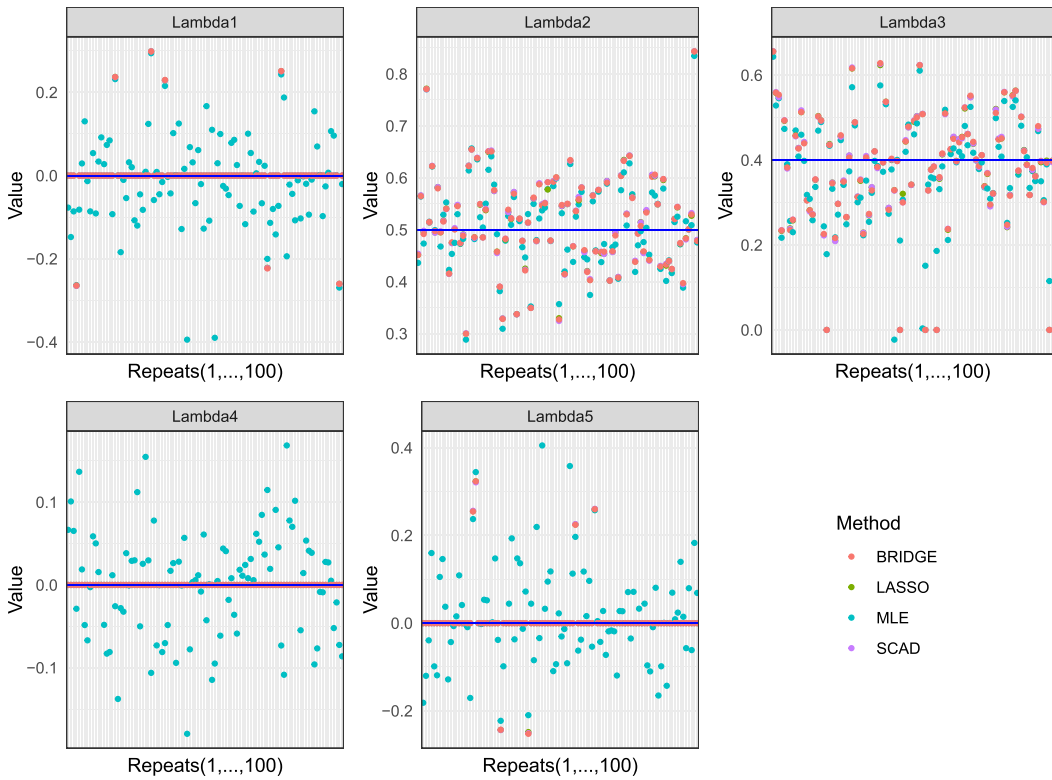 Lambda1
Lambda2
Lambda3
0.2
0.0
−0.2
−0.4
Value
Repeats(1,...,100)
0.8
0.7
0.6
0.5
0.4
0.3
Value
Repeats(1,...,100)
0.6
0.4
0.2
0.0
Value
Repeats(1,...,100)
Lambda4
Lambda5
0.1
0.0
−0.1
Value
Repeats(1,...,100)
0.4
0.2
0.0
−0.2
Value
Repeats(1,...,100)
Method
BRIDGE
LASSO
MLE
SCAD